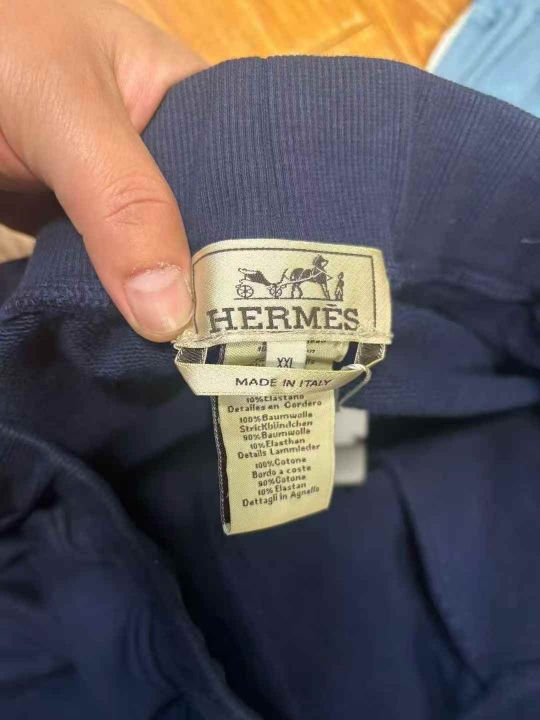 HERMÈS
XXL
MADE IN ITALY
10%Elastano
Detalles en Cordero
100%Baumwolle
Strickbündchen
90%Baumwolle
10%Elasthan
Details Lammleder
100%Cotone
Bordo a coste
90%Cotone
10% Elastan
Dettagli in Agnello